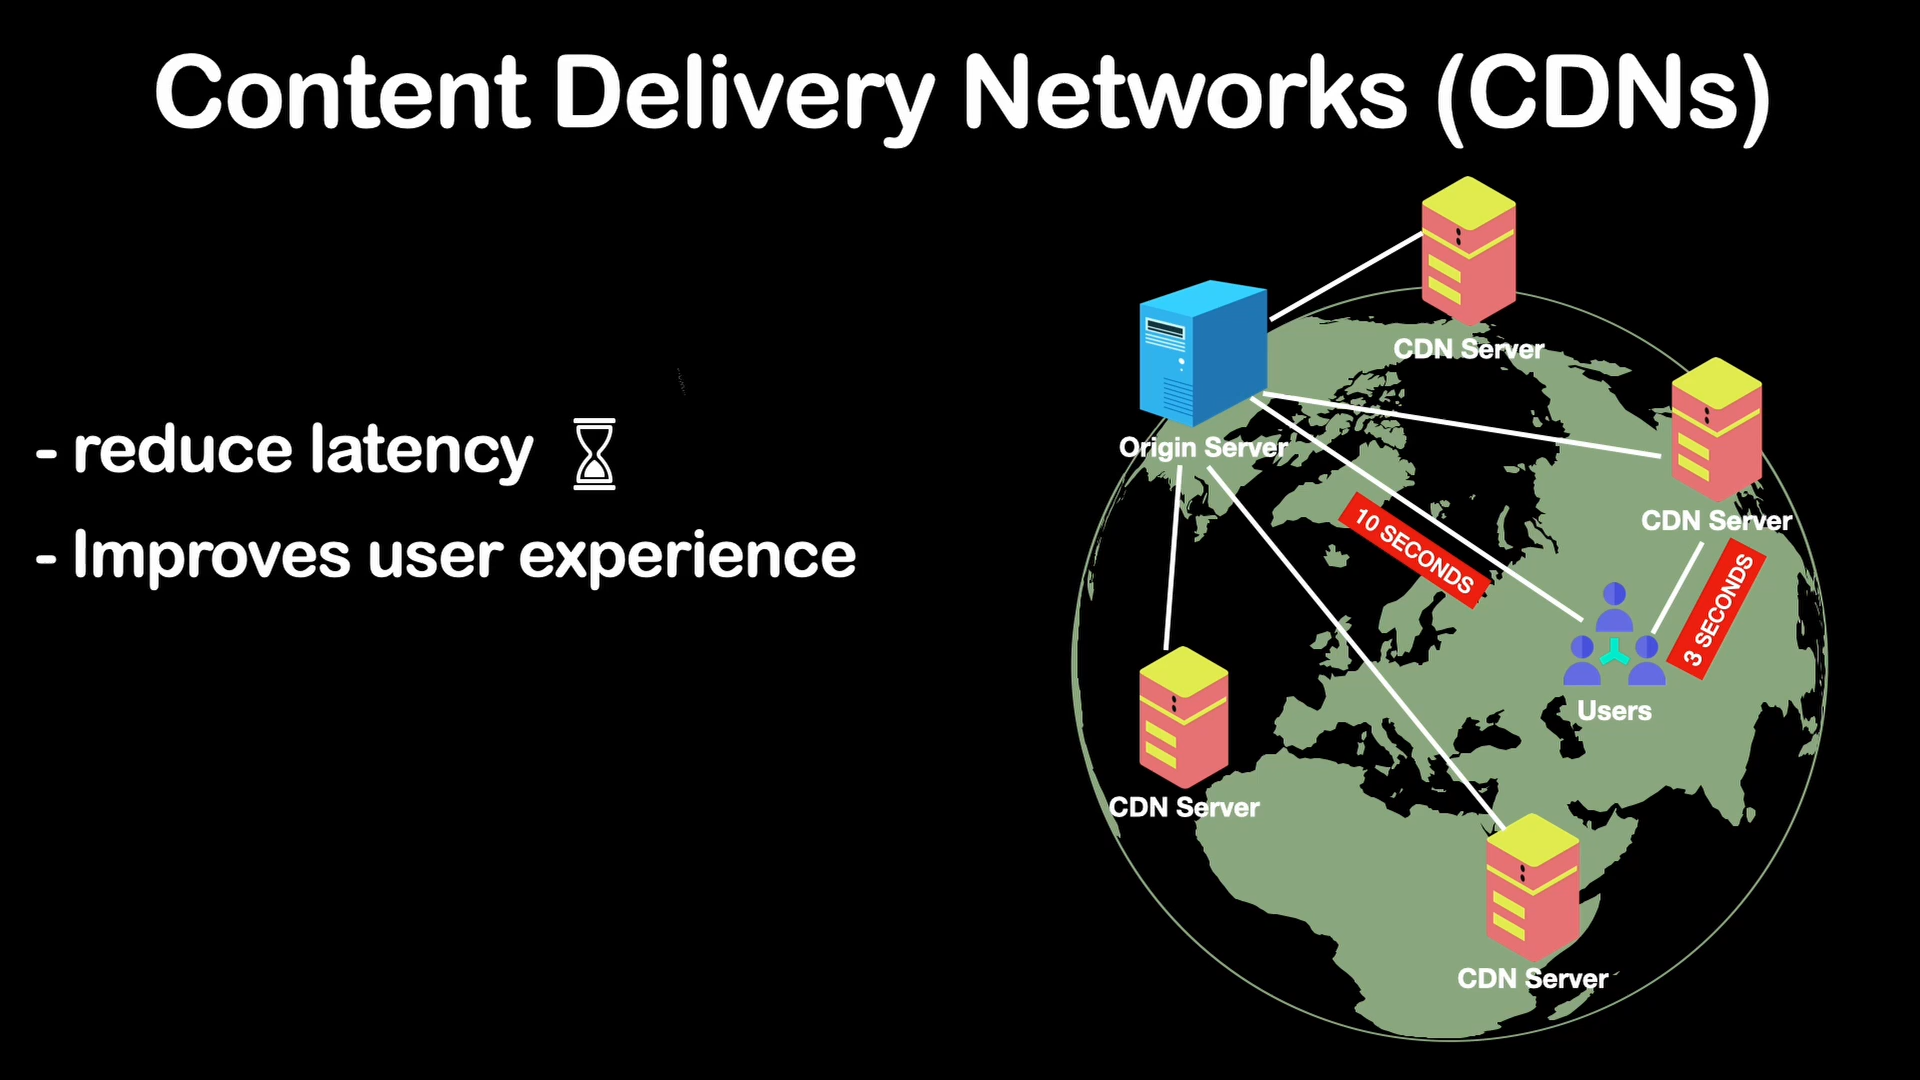 Content Delivery Networks (CDNs)
- reduce latency
- Improves user experience
CDN Server
Origin Server
CDN Server
10 SECONDS
3 SECONDS
Users
CDN Server
CDN Server